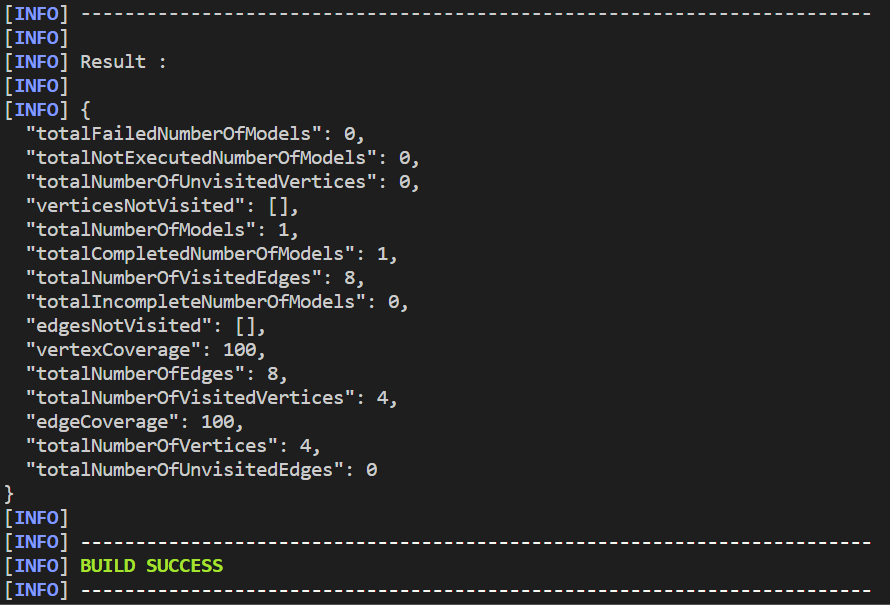 [INFO] ------------------------------------------------------------------------
[INFO]
[INFO] Result :
[INFO]
[INFO] {
"totalFailedNumberOfModels": 0,
"totalNotExecutedNumberOfModels": 0,
"totalNumberOfUnvisitedVertices": 0,
"verticesNotVisited": [],
"totalNumberOfModels": 1,
"totalCompletedNumberOfModels": 1,
"totalNumberOfVisitedEdges": 8,
"totalIncompleteNumberOfModels": 0,
"edgesNotVisited": [],
"vertexCoverage": 100,
"totalNumberOfEdges": 8,
"totalNumberOfVisitedVertices": 4,
"edgeCoverage": 100,
"totalNumberOfVertices": 4,
"totalNumberOfUnvisitedEdges": 0
}
[INFO]
[INFO] ------------------------------------------------------------------------
[INFO] BUILD SUCCESS
[INFO] ------------------------------------------------------------------------